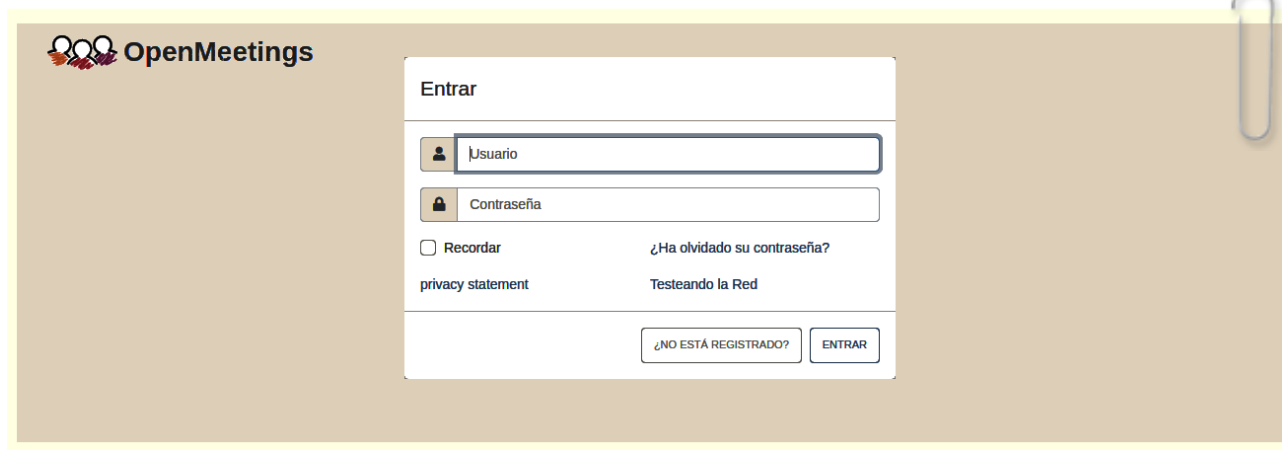 OpenMeetings
Entrar
Usuario
Contraseña
Recordar
¿Ha olvidado su contraseña?
privacy statement
Testeando la Red
¿NO ESTÁ REGISTRADO?
ENTRAR